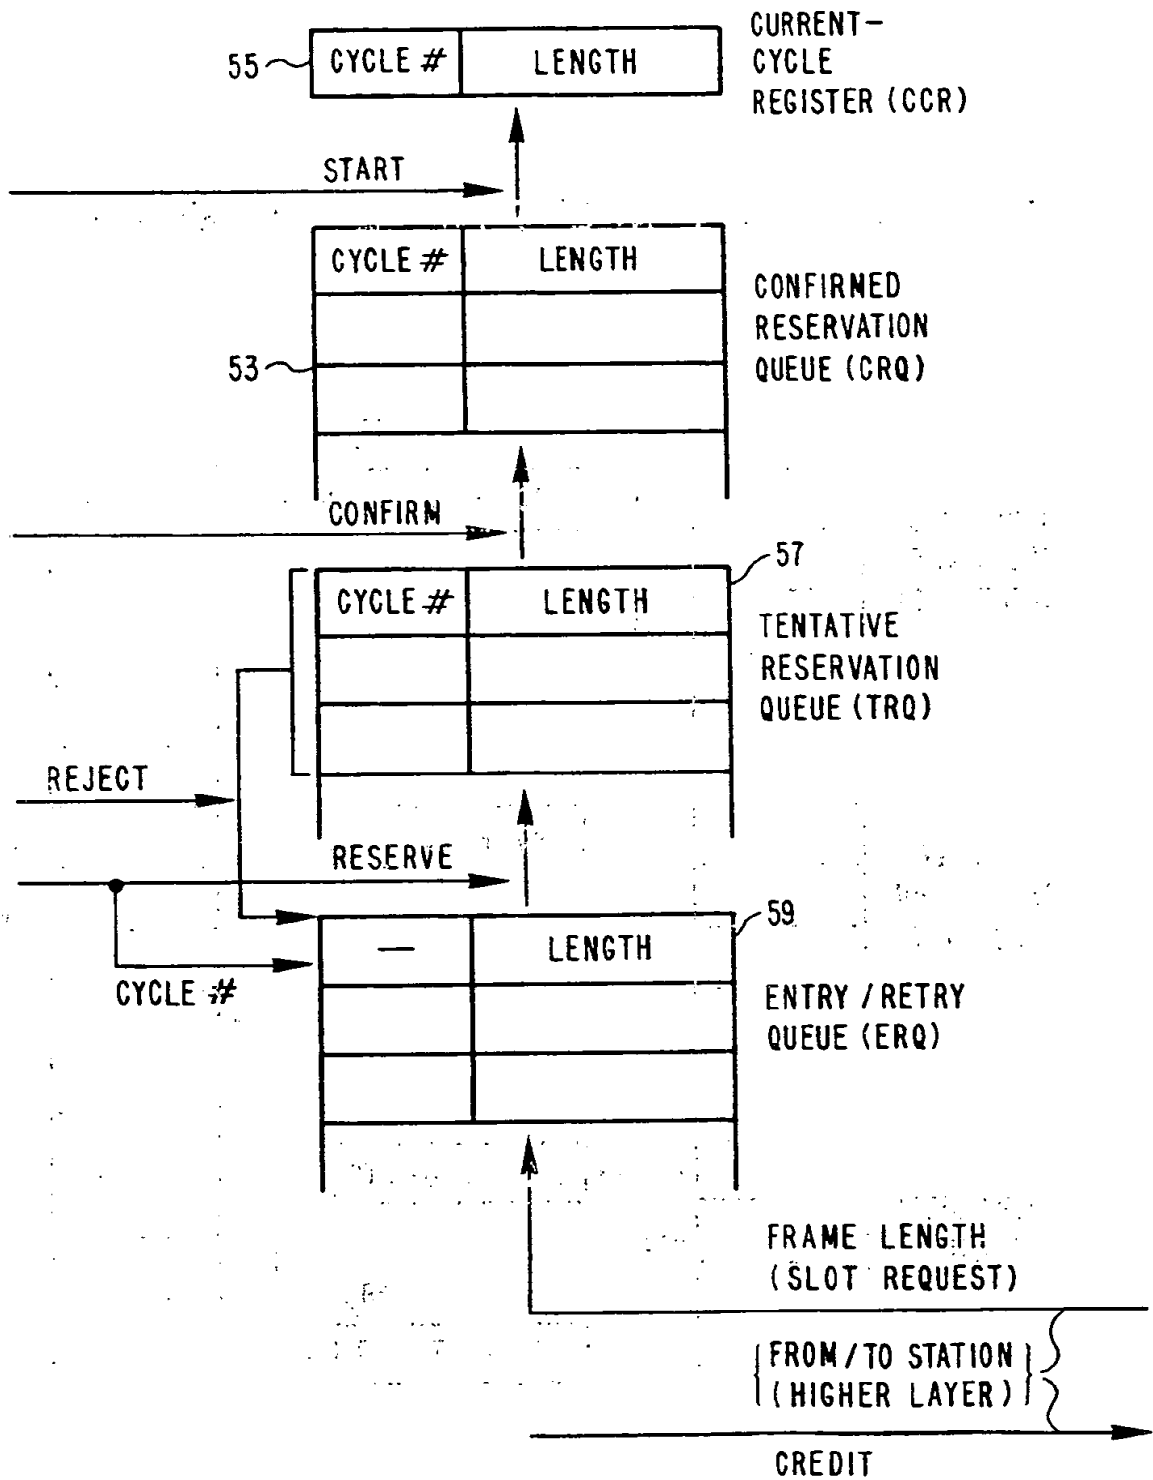 CURRENT-
CYCLE
REGISTER (CCR)
55
CYCLE #
LENGTH
START
CYCLE #
LENGTH
CONFIRMED
RESERVATION
QUEUE (CRQ)
53
CONFIRM
57
CYCLE #
LENGTH
TENTATIVE
RESERVATION
QUEUE (TRQ)
REJECT
RESERVE
59
—
LENGTH
CYCLE #
ENTRY / RETRY
QUEUE (ERQ)
FRAME LENGTH
(SLOT REQUEST)
{FROM / TO STATION}
{(HIGHER LAYER)}
CREDIT